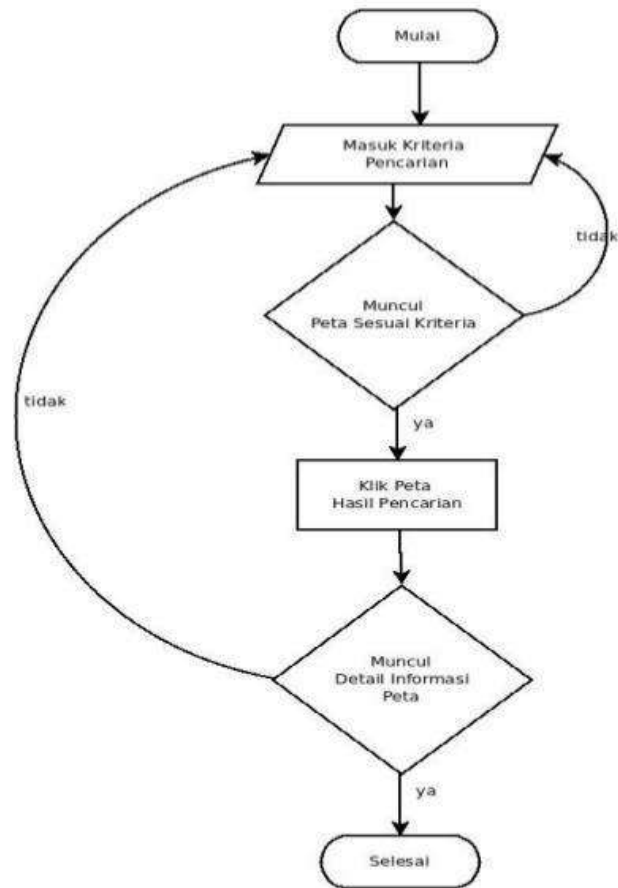 Mulai
Masuk Kriteria
Pencarian
tidak
Muncul
Peta Sesuai Kriteria
tidak
ya
Klik Peta
Hasil Pencarian
Muncul
Detail Informasi
Peta
ya
Selesai